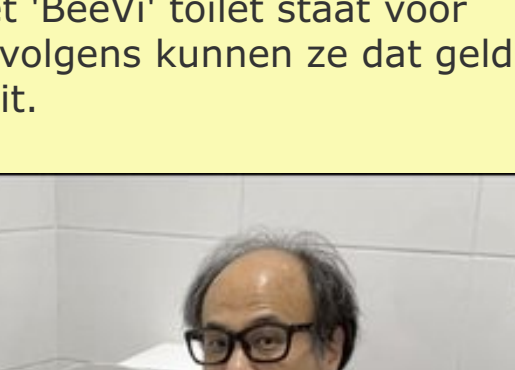 et 'BeeVi' toilet staat voor
volgens kunnen ze dat geld
it.